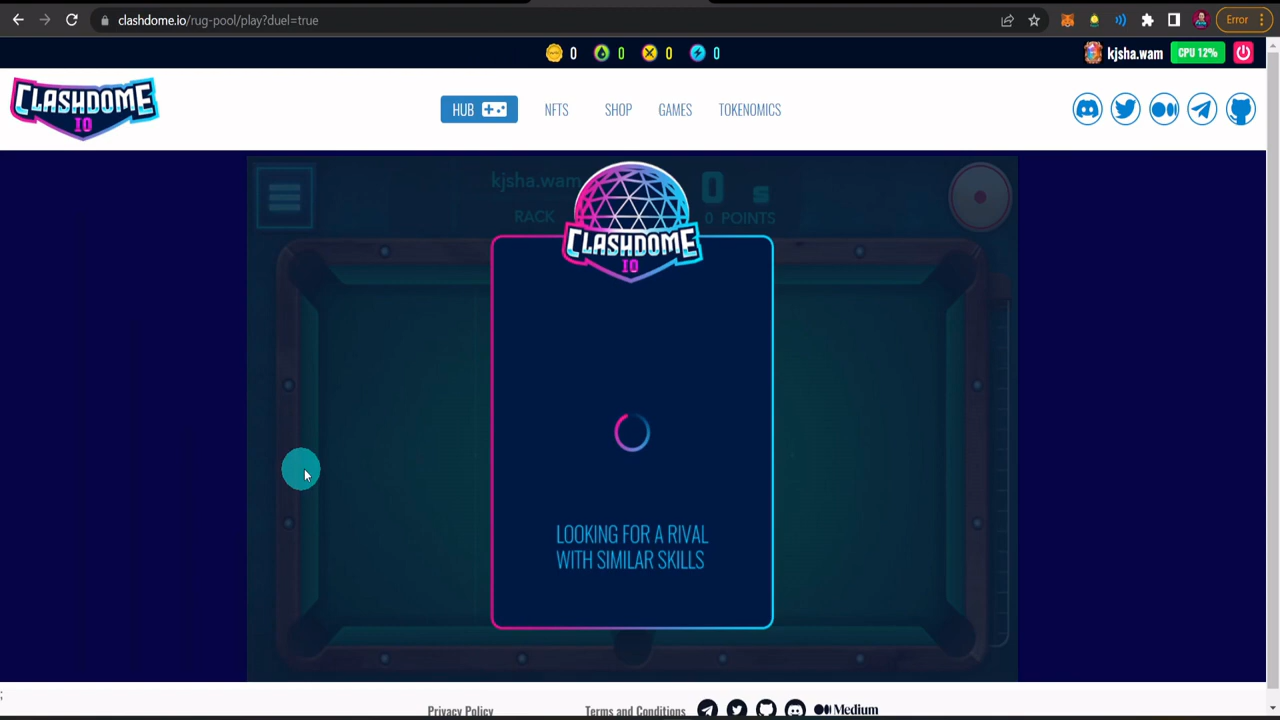 clashdome.io/rug-pool/play?duel=true
Error
0 0 0 0
kjsha.wam
CPU 12%
CLASHDOME
IO
HUB
NFTS
SHOP
GAMES
TOKENOMICS
kjsha.wam 0 s
RACK 0 POINTS
CLASHDOME
IO
LOOKING FOR A RIVAL
WITH SIMILAR SKILLS
;
Privacy Policy
Terms and Conditions
Medium